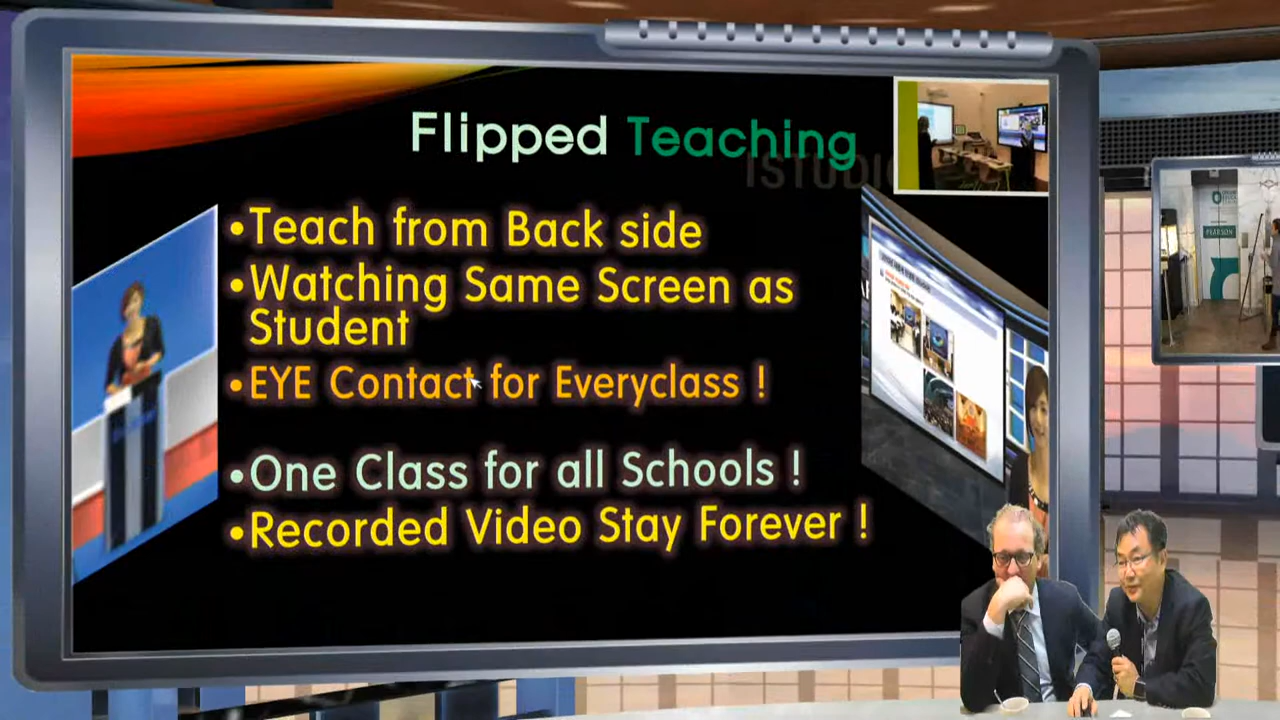 Flipped Teaching
ISTUDI
•Teach from Back side
•Watching Same Screen as
Student
•EYE Contact for Everyclass !
•One Class for all Schools !
•Recorded Video Stay Forever !
PEARSON